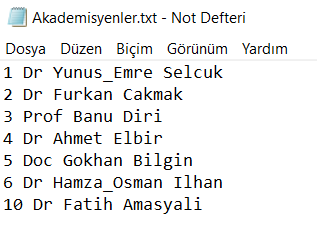 Akademisyenler.txt - Not Defteri
Dosya Düzen Biçim Görünüm Yardım
1 Dr Yunus_Emre Selcuk
2 Dr Furkan Cakmak
3 Prof Banu Diri
4 Dr Ahmet Elbir
5 Doc Gokhan Bilgin
6 Dr Hamza_Osman Ilhan
10 Dr Fatih Amasyali